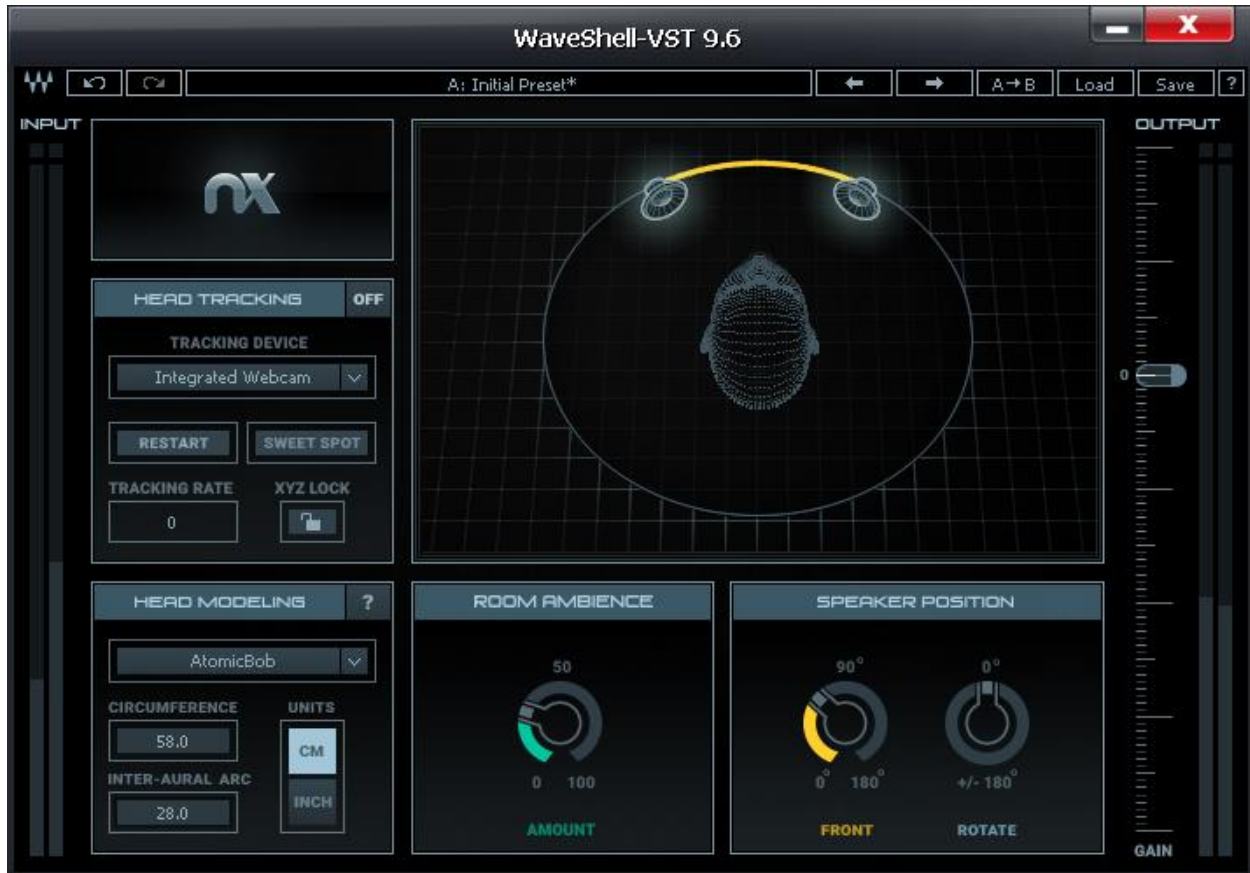 WaveShell-VST 9.6
X
A: Initial Preset*
A→B
Load
Save
?
INPUT
OUTPUT
nx
HEAD TRACKING
OFF
TRACKING DEVICE
Integrated Webcam
RESTART
SWEET SPOT
TRACKING RATE
XYZ LOCK
0
0
HEAD MODELING
?
AtomicBob
CIRCUMFERENCE
UNITS
58.0
CM
INTER-AURAL ARC
28.0
INCH
ROOM AMBIENCE
50
0 100
AMOUNT
SPEAKER POSITION
90° 0°
0° 180° +/- 180°
FRONT ROTATE
GAIN